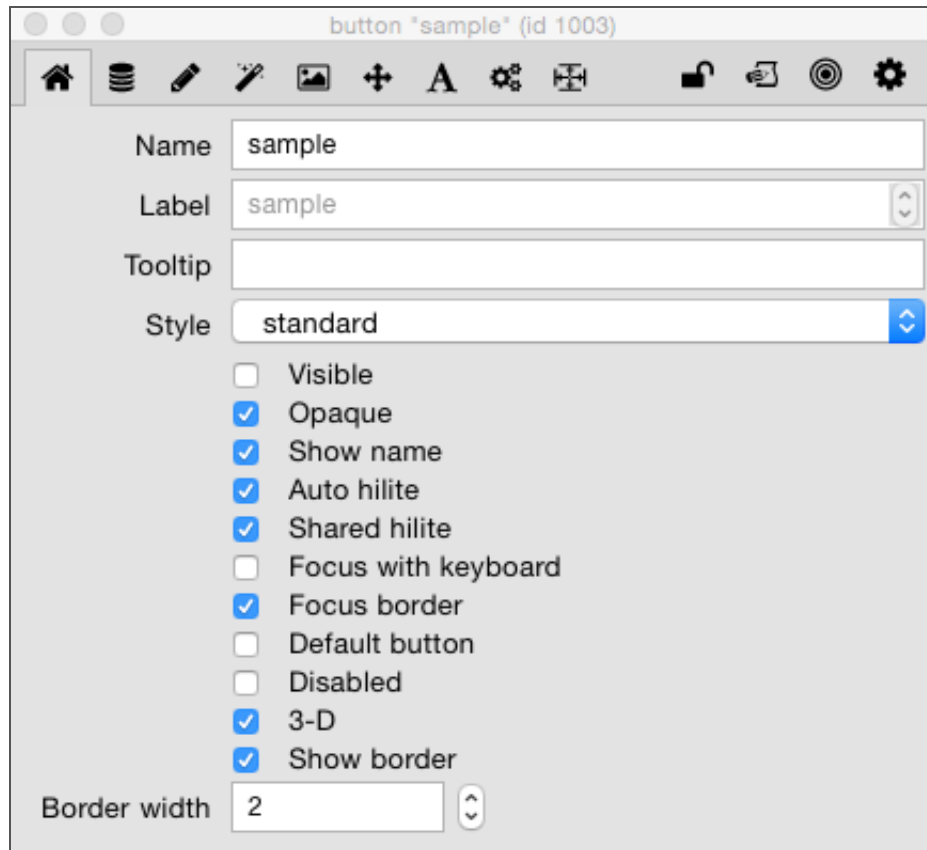 button "sample" (id 1003)
A
Name sample
Label sample
Tooltip
Style standard
Visible
Opaque
Show name
Auto hilite
Shared hilite
Focus with keyboard
Focus border
Default button
Disabled
3-D
Show border
Border width 2